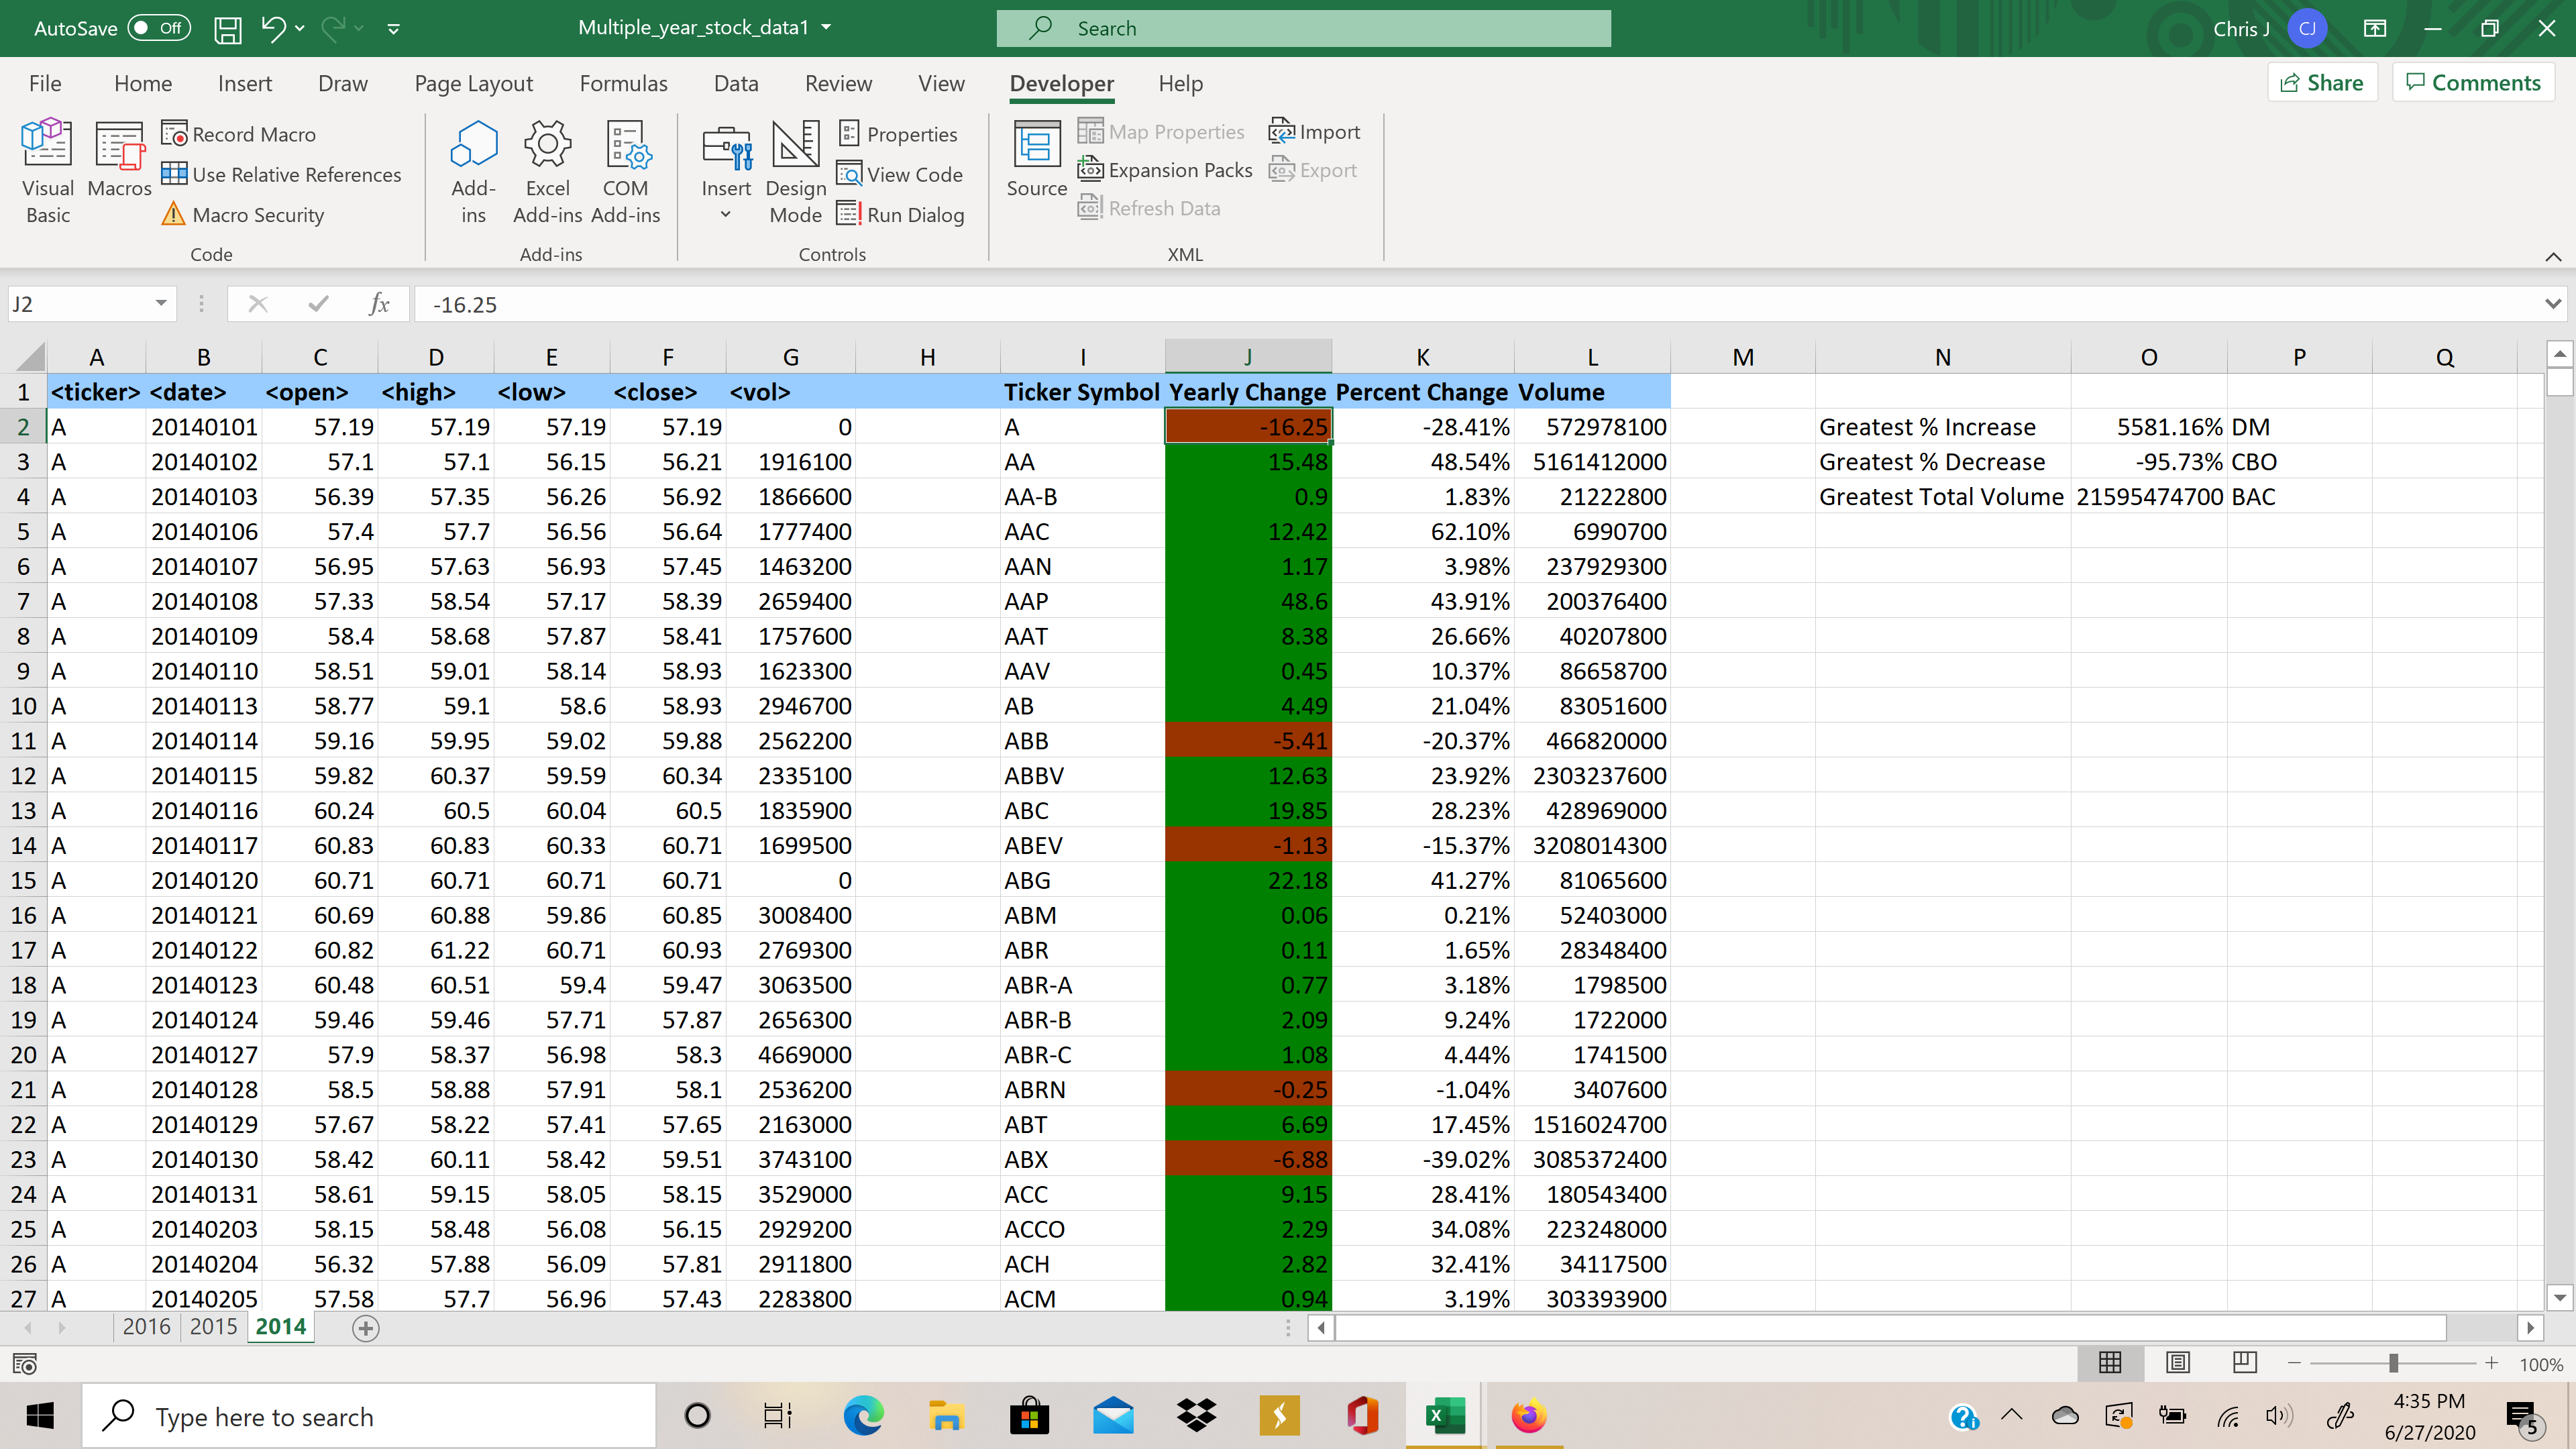 AutoSave Off Multiple_year_stock_data1 Search Chris J CJ
File Home Insert Draw Page Layout Formulas Data Review View Developer Help Share Comments
Visual Basic Macros Record Macro Use Relative References Macro Security Add-ins Excel Add-ins COM Add-ins Insert Design Mode Properties View Code Run Dialog Source Map Properties Expansion Packs Refresh Data Import Export
Code Add-ins Controls XML
J2 fx -16.25
A B C D E F G H I J K L M N O P Q
1 <ticker> <date> <open> <high> <low> <close> <vol> Ticker Symbol Yearly Change Percent Change Volume
2 A 20140101 57.19 57.19 57.19 57.19 0 A -16.25 -28.41% 572978100 Greatest % Increase 5581.16% DM
3 A 20140102 57.1 57.1 56.15 56.21 1916100 AA 15.48 48.54% 5161412000 Greatest % Decrease -95.73% CBO
4 A 20140103 56.39 57.35 56.26 56.92 1866600 AA-B 0.9 1.83% 21222800 Greatest Total Volume 21595474700 BAC
5 A 20140106 57.4 57.7 56.56 56.64 1777400 AAC 12.42 62.10% 6990700
6 A 20140107 56.95 57.63 56.93 57.45 1463200 AAN 1.17 3.98% 237929300
7 A 20140108 57.33 58.54 57.17 58.39 2659400 AAP 48.6 43.91% 200376400
8 A 20140109 58.4 58.68 57.87 58.41 1757600 AAT 8.38 26.66% 40207800
9 A 20140110 58.51 59.01 58.14 58.93 1623300 AAV 0.45 10.37% 86658700
10 A 20140113 58.77 59.1 58.6 58.93 2946700 AB 4.49 21.04% 83051600
11 A 20140114 59.16 59.95 59.02 59.88 2562200 ABB -5.41 -20.37% 466820000
12 A 20140115 59.82 60.37 59.59 60.34 2335100 ABBV 12.63 23.92% 2303237600
13 A 20140116 60.24 60.5 60.04 60.5 1835900 ABC 19.85 28.23% 428969000
14 A 20140117 60.83 60.83 60.33 60.71 1699500 ABEV -1.13 -15.37% 3208014300
15 A 20140120 60.71 60.71 60.71 60.71 0 ABG 22.18 41.27% 81065600
16 A 20140121 60.69 60.88 59.86 60.85 3008400 ABM 0.06 0.21% 52403000
17 A 20140122 60.82 61.22 60.71 60.93 2769300 ABR 0.11 1.65% 28348400
18 A 20140123 60.48 60.51 59.4 59.47 3063500 ABR-A 0.77 3.18% 1798500
19 A 20140124 59.46 59.46 57.71 57.87 2656300 ABR-B 2.09 9.24% 1722000
20 A 20140127 57.9 58.37 56.98 58.3 4669000 ABR-C 1.08 4.44% 1741500
21 A 20140128 58.5 58.88 57.91 58.1 2536200 ABRN -0.25 -1.04% 3407600
22 A 20140129 57.67 58.22 57.41 57.65 2163000 ABT 6.69 17.45% 1516024700
23 A 20140130 58.42 60.11 58.42 59.51 3743100 ABX -6.88 -39.02% 3085372400
24 A 20140131 58.61 59.15 58.05 58.15 3529000 ACC 9.15 28.41% 180543400
25 A 20140203 58.15 58.48 56.08 56.15 2929200 ACCO 2.29 34.08% 223248000
26 A 20140204 56.32 57.88 56.09 57.81 2911800 ACH 2.82 32.41% 34117500
27 A 20140205 57.58 57.7 56.96 57.43 2283800 ACM 0.94 3.19% 303393900
2016 2015 2014
100%
Type here to search
4:35 PM
6/27/2020
5